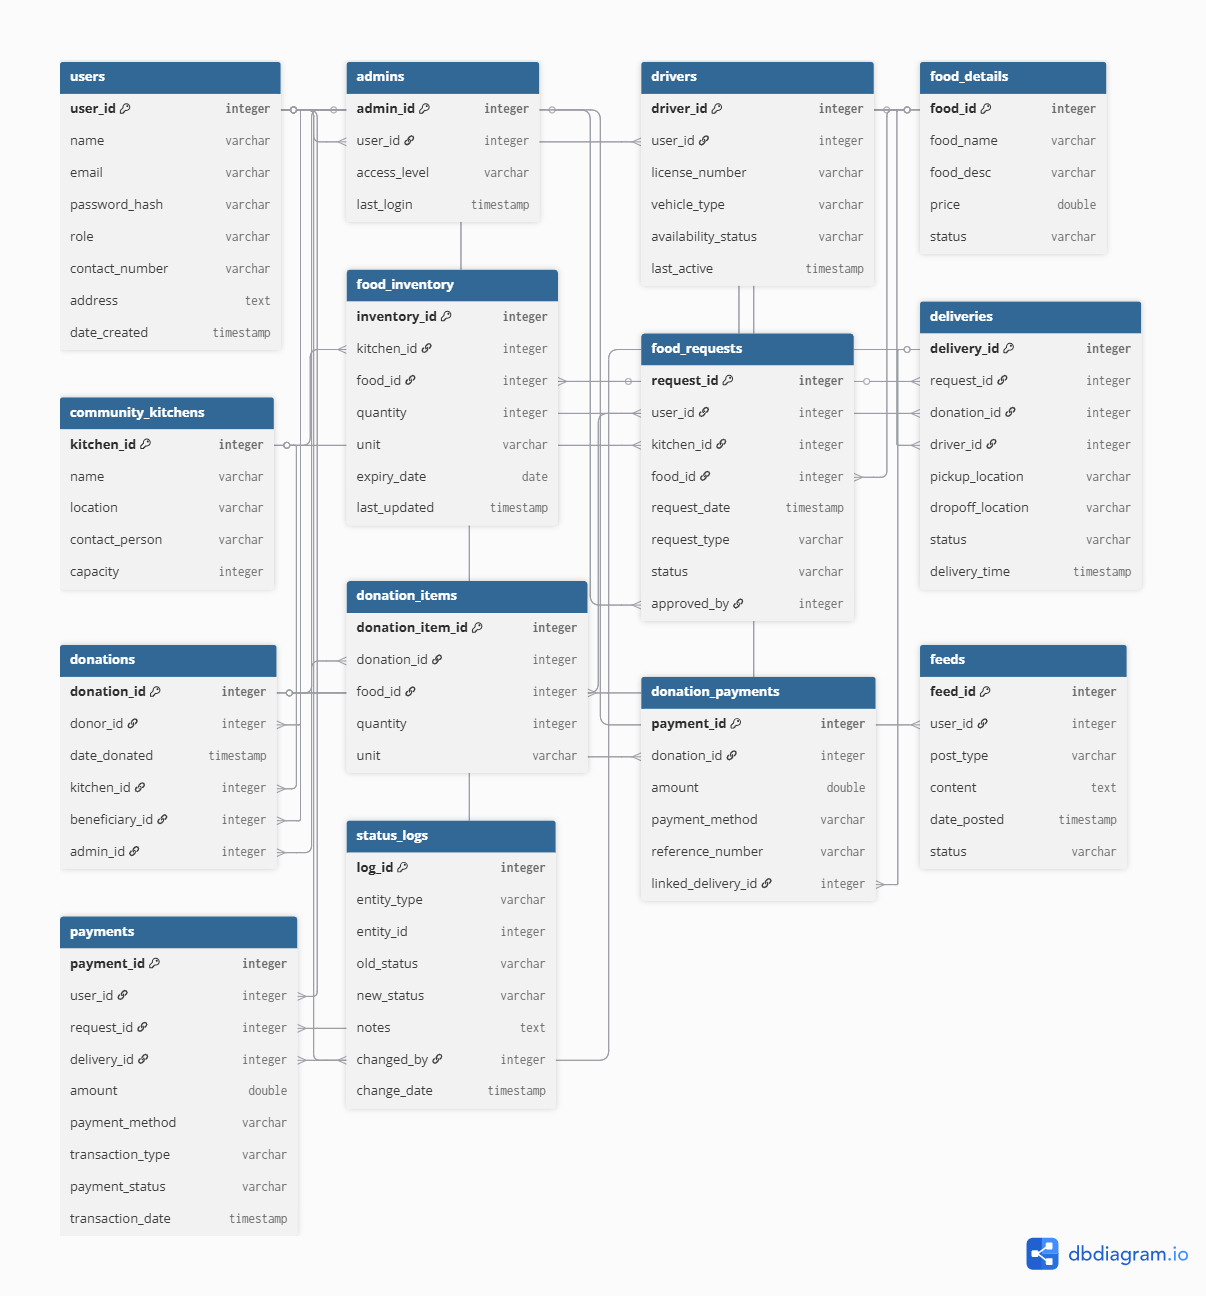 users
user_id integer
name varchar
email varchar
password_hash varchar
role varchar
contact_number varchar
address text
date_created timestamp
community_kitchens
kitchen_id integer
name varchar
location varchar
contact_person varchar
capacity integer
donations
donation_id integer
donor_id integer
date_donated timestamp
kitchen_id integer
beneficiary_id integer
admin_id integer
payments
payment_id integer
user_id integer
request_id integer
delivery_id integer
amount double
payment_method varchar
transaction_type varchar
payment_status varchar
transaction_date timestamp
admins
admin_id integer
user_id integer
access_level varchar
last_login timestamp
food_inventory
inventory_id integer
kitchen_id integer
food_id integer
quantity integer
unit varchar
expiry_date date
last_updated timestamp
donation_items
donation_item_id integer
donation_id integer
food_id integer
quantity integer
unit varchar
status_logs
log_id integer
entity_type varchar
entity_id integer
old_status varchar
new_status varchar
notes text
changed_by integer
change_date timestamp
drivers
driver_id integer
user_id integer
license_number varchar
vehicle_type varchar
availability_status varchar
last_active timestamp
food_requests
request_id integer
user_id integer
kitchen_id integer
food_id integer
request_date timestamp
request_type varchar
status varchar
approved_by integer
donation_payments
payment_id integer
donation_id integer
amount double
payment_method varchar
reference_number varchar
linked_delivery_id integer
food_details
food_id integer
food_name varchar
food_desc varchar
price double
status varchar
deliveries
delivery_id integer
request_id integer
donation_id integer
driver_id integer
pickup_location varchar
dropoff_location varchar
status varchar
delivery_time timestamp
feeds
feed_id integer
user_id integer
post_type varchar
content text
date_posted timestamp
status varchar
dbdiagram.io